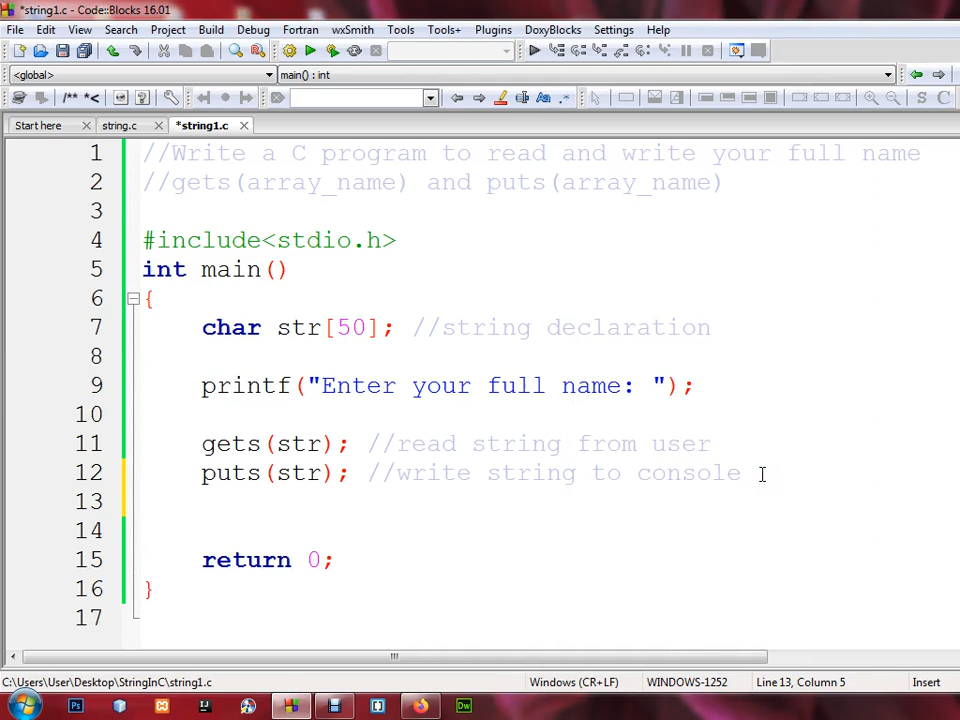 *string1.c - Code::Blocks 16.01
File Edit View Search Project Build Debug Fortran wxSmith Tools Tools+ Plugins DoxyBlocks Settings Help
<global> main() : int
/** *< Aa .* S C
Start here string.c *string1.c
1 //Write a C program to read and write your full name
2 //gets(array_name) and puts(array_name)
3
4 #include<stdio.h>
5 int main()
6 {
7 char str[50]; //string declaration
8
9 printf("Enter your full name: ");
10
11 gets(str); //read string from user
12 puts(str); //write string to console
13
14
15 return 0;
16 }
17
C:\Users\User\Desktop\StringInC\string1.c Windows (CR+LF) WINDOWS-1252 Line 13, Column 5 Insert
Ps Dw